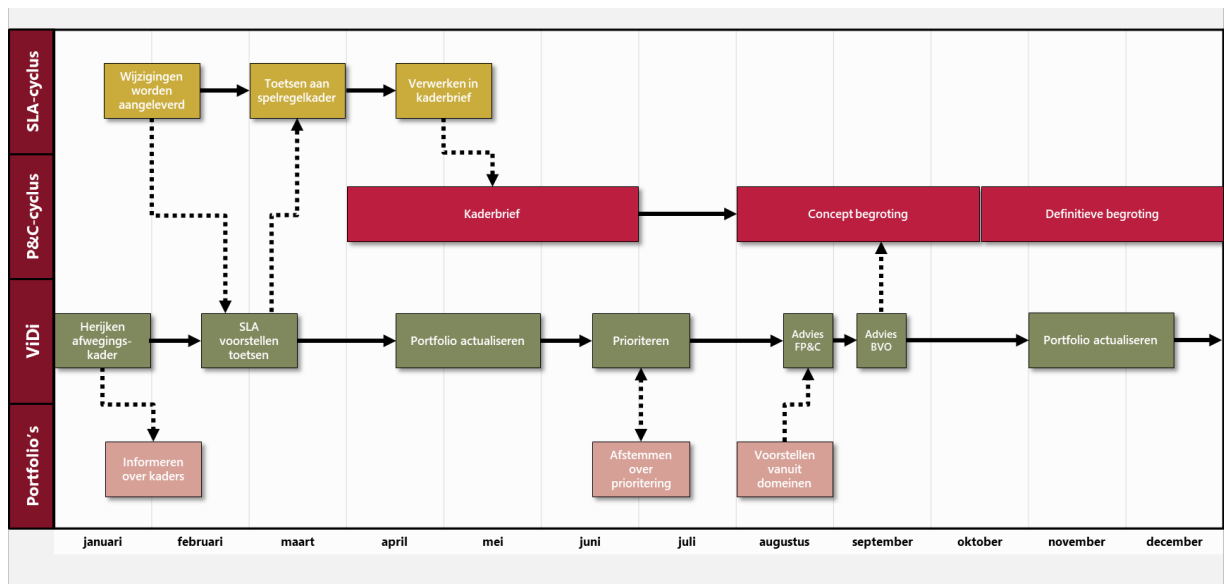 SLA-cyclus
Wijzigingen
worden
aangeleverd
Toetsen aan
spelregelkader
Verwerken in
kaderbrief
P&C-cyclus
Kaderbrief
Concept begroting
Definitieve begroting
ViDi
Herijken
afwegings-
kader
SLA
voorstellen
toetsen
Portfolio actualiseren
Prioriteren
Advies
FP&C
Advies
BVO
Portfolio actualiseren
Portfolio's
Informeren
over kaders
Afstemmen
over
prioritering
Voorstellen
vanuit
domeinen
januari
februari
maart
april
mei
juni
juli
augustus
september
oktober
november
december